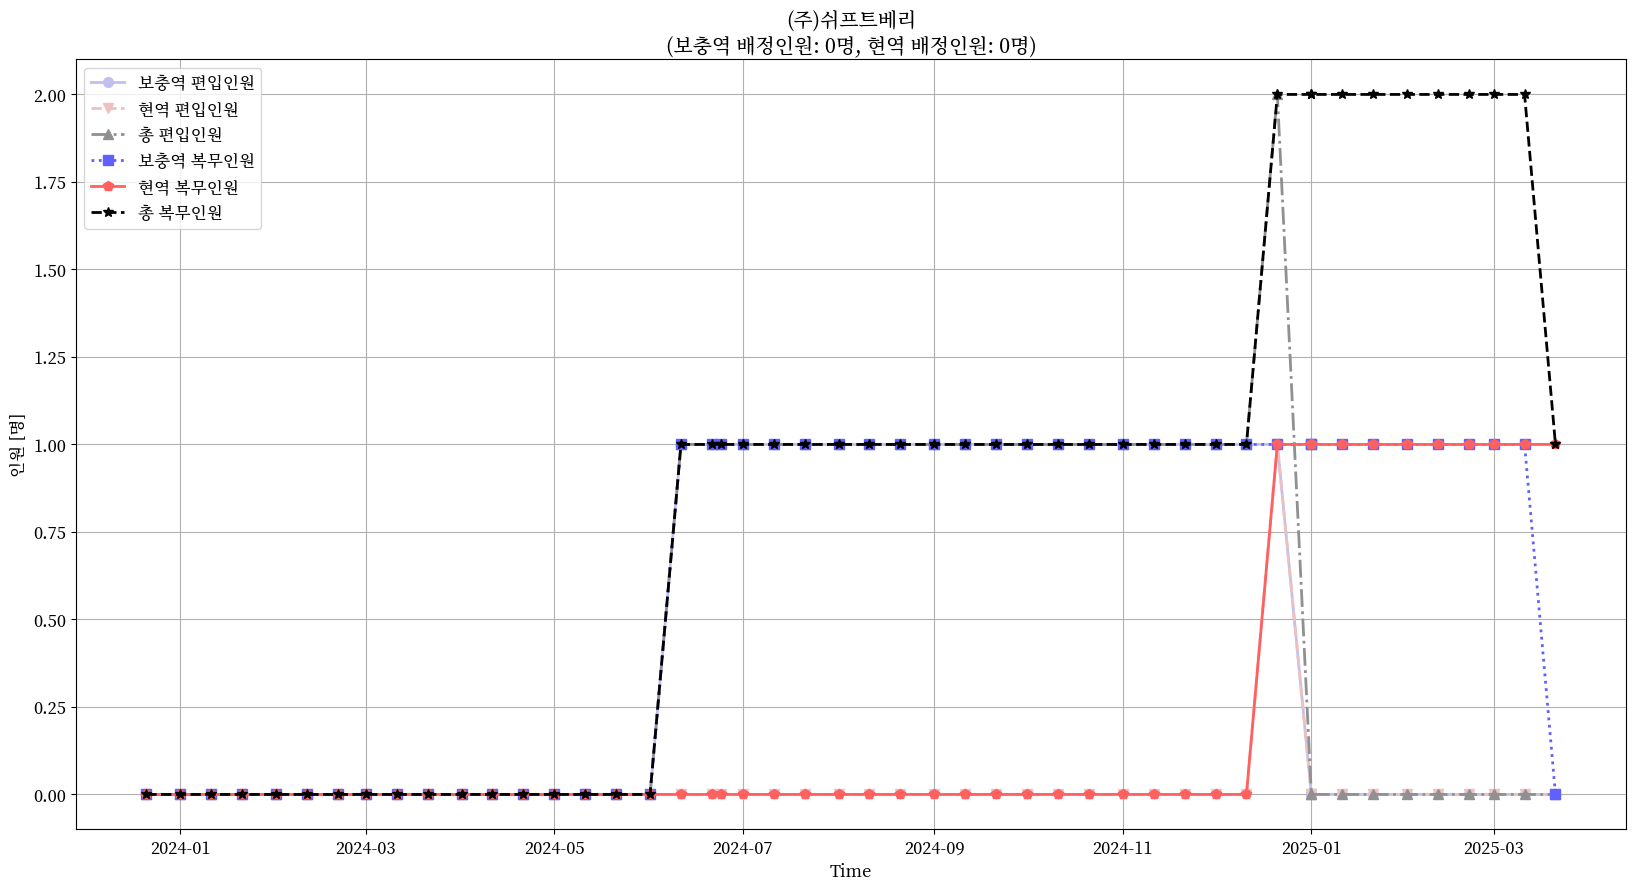 (주)쉬프트베리
(보충역 배정인원: 0명, 현역 배정인원: 0명)
보충역 편입인원
현역 편입인원
총 편입인원
보충역 복무인원
현역 복무인원
총 복무인원
2.00
1.75
1.50
1.25
1.00
0.75
0.50
0.25
0.00
인원 [명]
2024-01
2024-03
2024-05
2024-07
2024-09
2024-11
2025-01
2025-03
Time